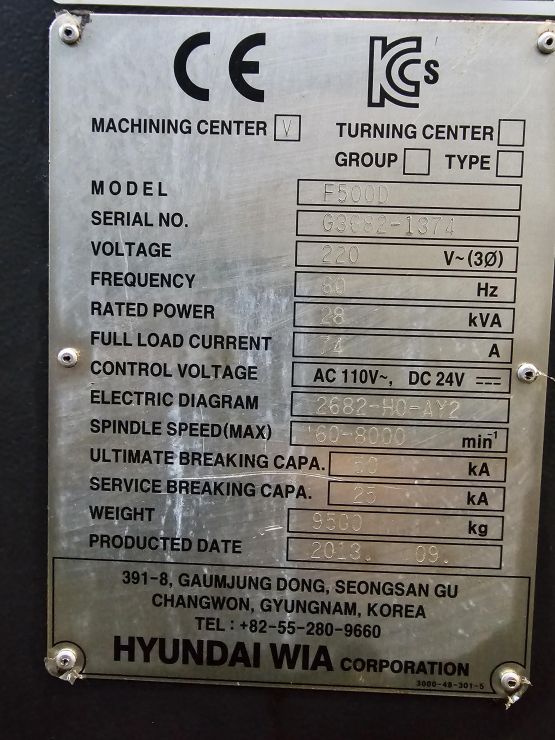 CE KCs
MACHINING CENTER V TURNING CENTER
GROUP TYPE
MODEL F500D
SERIAL NO. G3682-1374
VOLTAGE 220 V~(3Ø)
FREQUENCY 60 Hz
RATED POWER 28 kVA
FULL LOAD CURRENT 74 A
CONTROL VOLTAGE AC 110V~, DC 24V
ELECTRIC DIAGRAM 2682-H0-AY2
SPINDLE SPEED(MAX) 60-8000 min¹
ULTIMATE BREAKING CAPA. 50 kA
SERVICE BREAKING CAPA. 25 kA
WEIGHT 9500 kg
PRODUCTED DATE 2013. 09.
391-8, GAUMJUNG DONG, SEONGSAN GU
CHANGWON, GYUNGNAM, KOREA
TEL : +82-55-280-9660
HYUNDAI WIA CORPORATION
3000-49-301-5